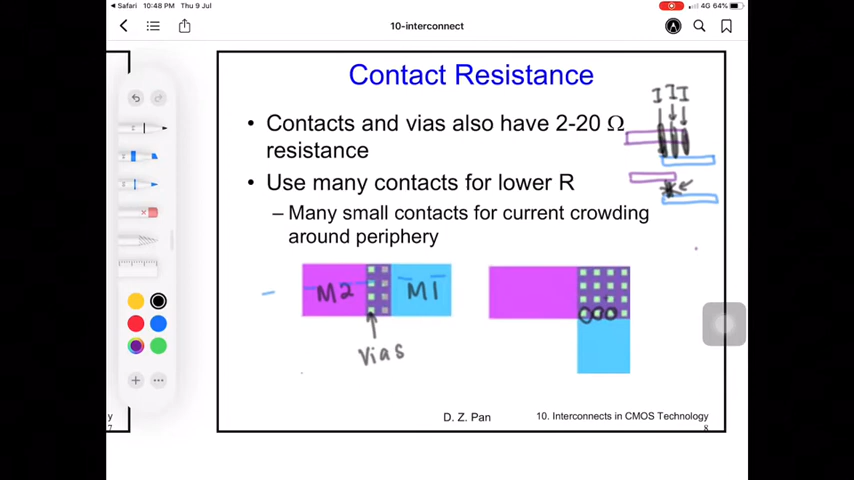 Safari 10:48 PM Thu 9 Jul 4G 64%
10-interconnect
Contact Resistance
• Contacts and vias also have 2-20 Ω
resistance
• Use many contacts for lower R
– Many small contacts for current crowding
around periphery
I I I
M2 M1
Vias
D. Z. Pan 10. Interconnects in CMOS Technology
8
y
7